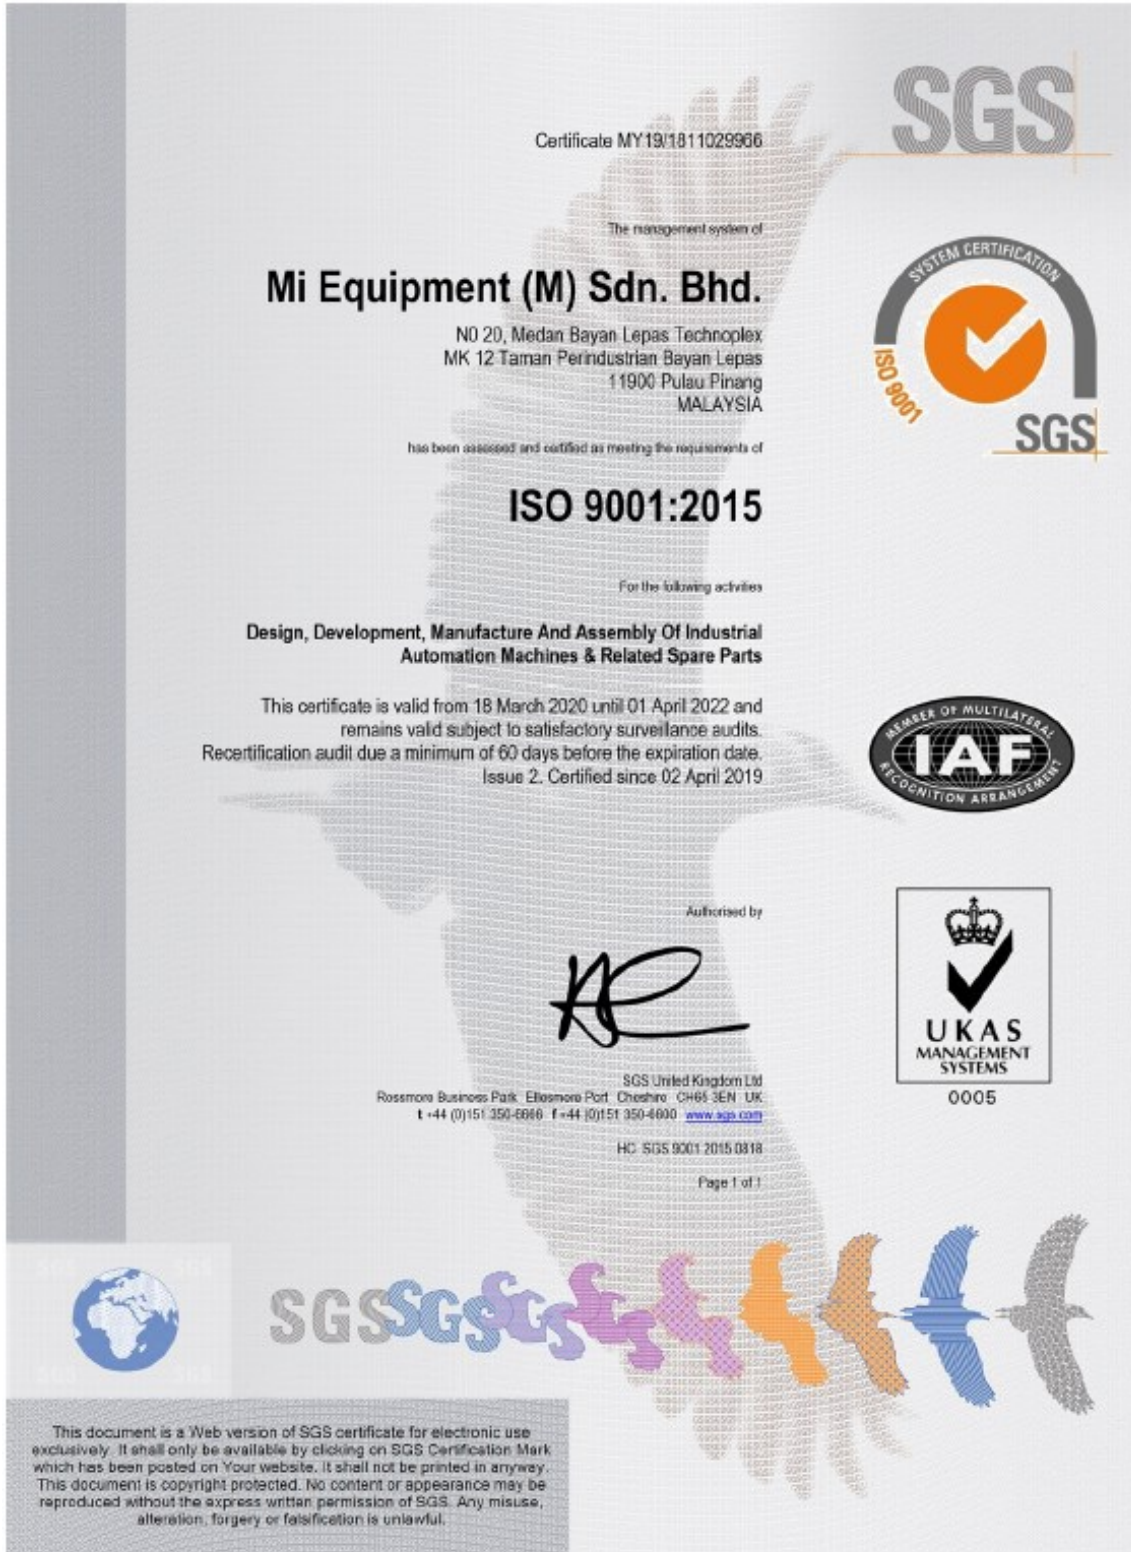 SGS
Certificate MY19/1811029966
The management system of
Mi Equipment (M) Sdn. Bhd.
N0 20, Medan Bayan Lepas Technoplex
MK 12 Taman Perindustrian Bayan Lepas
11900 Pulau Pinang
MALAYSIA
SYSTEM CERTIFICATION
ISO 9001
SGS
has been assessed and certified as meeting the requirements of
ISO 9001:2015
For the following activities
Design, Development, Manufacture And Assembly Of Industrial
Automation Machines & Related Spare Parts
This certificate is valid from 18 March 2020 until 01 April 2022 and
remains valid subject to satisfactory surveillance audits.
Recertification audit due a minimum of 60 days before the expiration date.
Issue 2. Certified since 02 April 2019
MEMBER OF MULTILATERAL
IAF
RECOGNITION ARRANGEMENT
Authorised by
UKAS
MANAGEMENT
SYSTEMS
0005
SGS United Kingdom Ltd
Rossmore Business Park Ellesmere Port Cheshire CH65 3EN UK
t +44 (0)151 350-6666 f +44 (0)151 350-6600 www.sgs.com
HC SGS 9001 2015 0818
Page 1 of 1
SGS SGS SGS SGS
This document is a Web version of SGS certificate for electronic use
exclusively. It shall only be available by clicking on SGS Certification Mark
which has been posted on Your website. It shall not be printed in anyway.
This document is copyright protected. No content or appearance may be
reproduced without the express written permission of SGS. Any misuse,
alteration, forgery or falsification is unlawful.